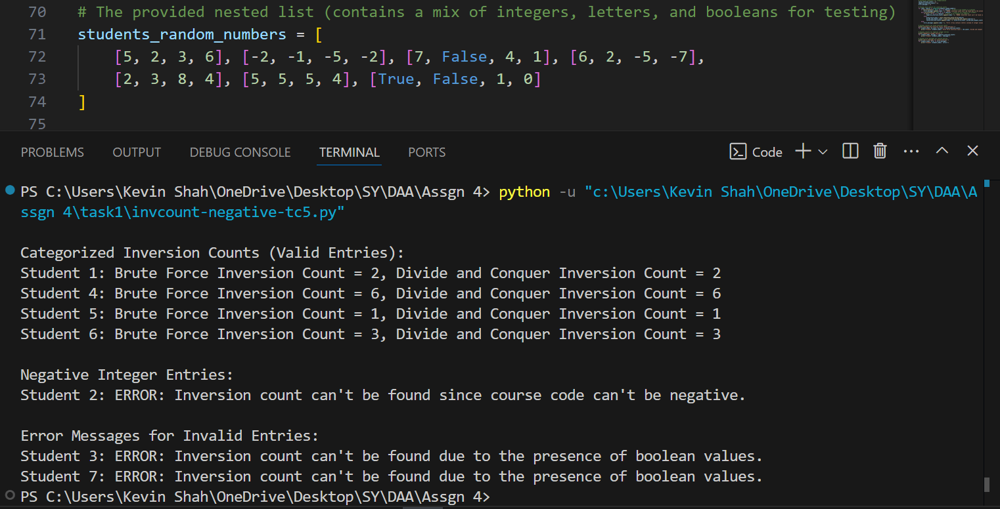 70 # The provided nested list (contains a mix of integers, letters, and booleans for testing)
71 students_random_numbers = [
72 [5, 2, 3, 6], [-2, -1, -5, -2], [7, False, 4, 1], [6, 2, -5, -7],
73 [2, 3, 8, 4], [5, 5, 5, 4], [True, False, 1, 0]
74 ]
75
PROBLEMS OUTPUT DEBUG CONSOLE TERMINAL PORTS Code
PS C:\Users\Kevin Shah\OneDrive\Desktop\SY\DAA\Assgn 4> python -u "c:\Users\Kevin Shah\OneDrive\Desktop\SY\DAA\A
ssgn 4\task1\invcount-negative-tc5.py"
Categorized Inversion Counts (Valid Entries):
Student 1: Brute Force Inversion Count = 2, Divide and Conquer Inversion Count = 2
Student 4: Brute Force Inversion Count = 6, Divide and Conquer Inversion Count = 6
Student 5: Brute Force Inversion Count = 1, Divide and Conquer Inversion Count = 1
Student 6: Brute Force Inversion Count = 3, Divide and Conquer Inversion Count = 3
Negative Integer Entries:
Student 2: ERROR: Inversion count can't be found since course code can't be negative.
Error Messages for Invalid Entries:
Student 3: ERROR: Inversion count can't be found due to the presence of boolean values.
Student 7: ERROR: Inversion count can't be found due to the presence of boolean values.
PS C:\Users\Kevin Shah\OneDrive\Desktop\SY\DAA\Assgn 4>